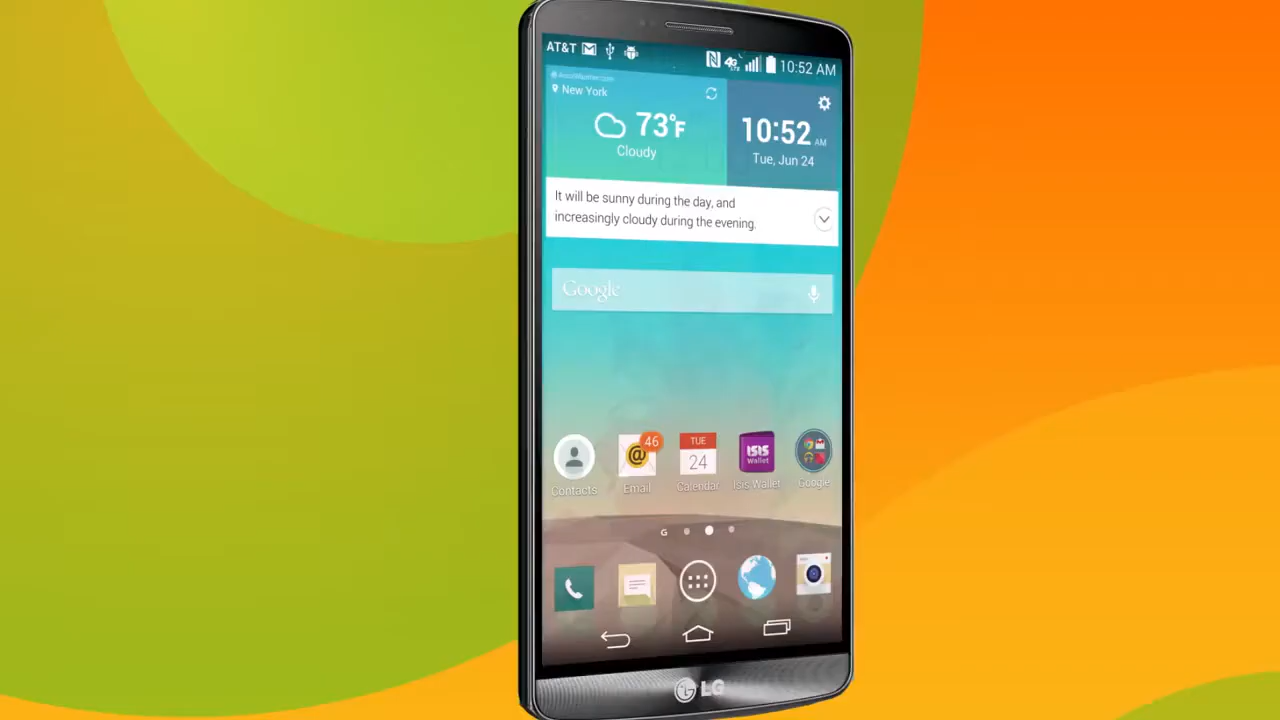 AT&T
10:52 AM
AccuWeather.com
New York
73°F
Cloudy
10:52 AM
Tue, Jun 24
It will be sunny during the day, and
increasingly cloudy during the evening.
Google
46
TUE
24
ISIS
Wallet
Contacts
Email
Calendar
Isis Wallet
Google
G
LG